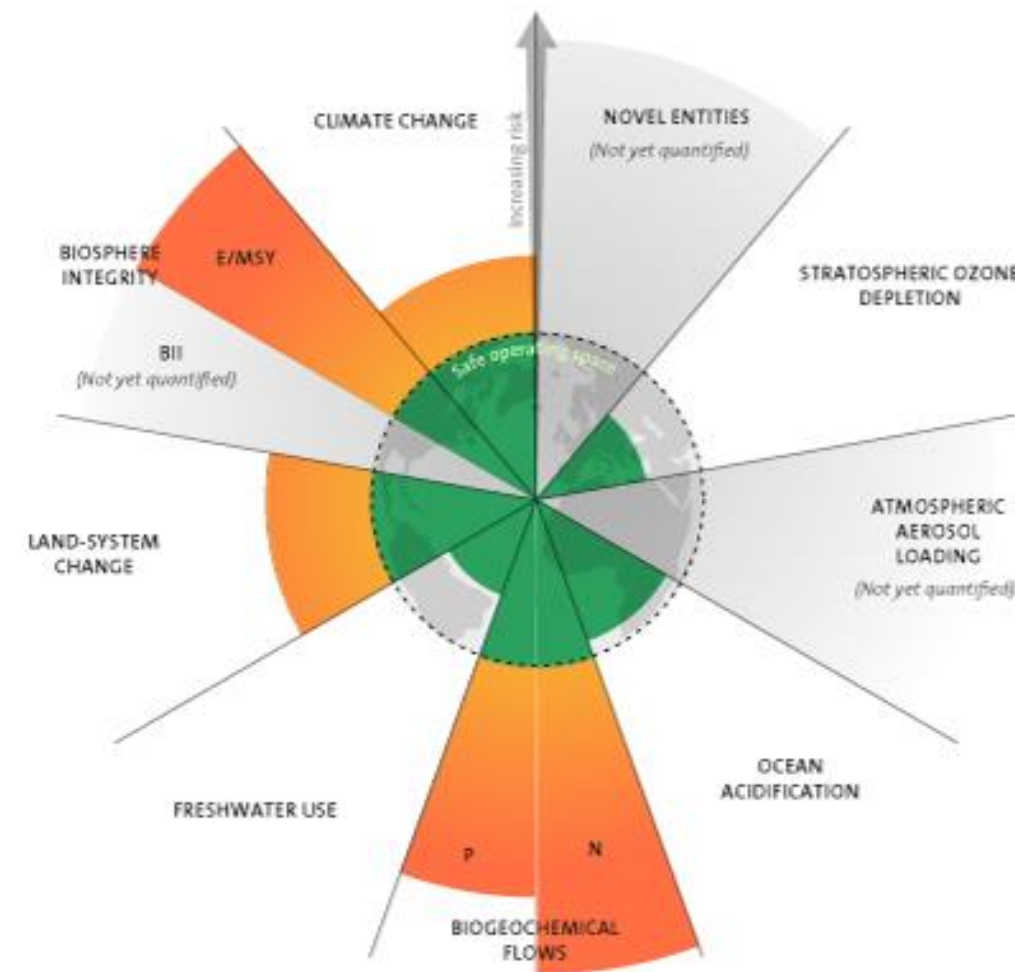 CLIMATE CHANGE
Increasing risk
NOVEL ENTITIES
(Not yet quantified)
STRATOSPHERIC OZONE
DEPLETION
ATMOSPHERIC
AEROSOL
LOADING
(Not yet quantified)
OCEAN
ACIDIFICATION
N
P
BIOGEOCHEMICAL
FLOWS
FRESHWATER USE
LAND-SYSTEM
CHANGE
BII
(Not yet quantified)
BIOSPHERE
INTEGRITY
E/MSY
Safe operating space